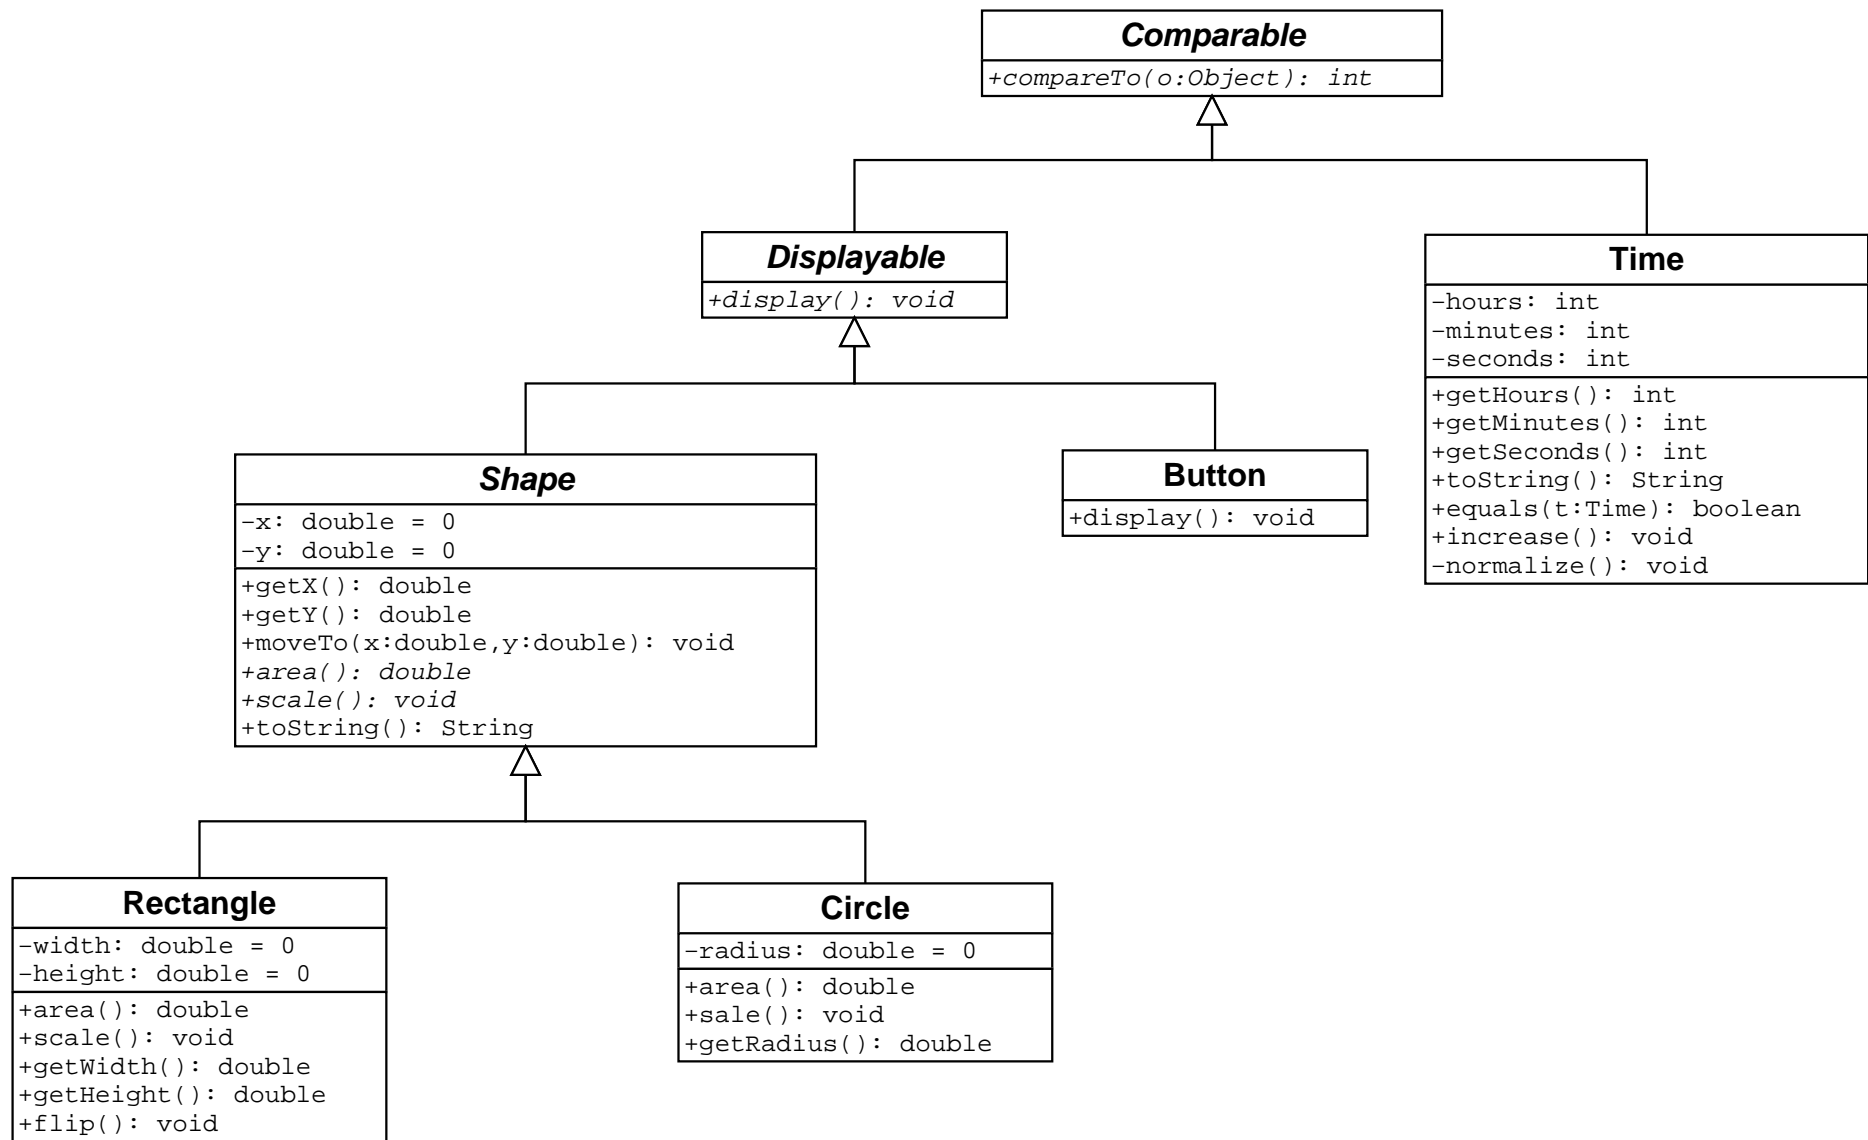 Comparable
+compareTo(o:Object): int
Displayable
+display(): void
Time
−hours: int
−minutes: int
−seconds: int
+getHours(): int
+getMinutes(): int
+getSeconds(): int
+toString(): String
+equals(t:Time): boolean
+increase(): void
−normalize(): void
Shape
−x: double = 0
−y: double = 0
+getX(): double
+getY(): double
+moveTo(x:double,y:double): void
+area(): double
+scale(): void
+toString(): String
Button
+display(): void
Rectangle
−width: double = 0
−height: double = 0
+area(): double
+scale(): void
+getWidth(): double
+getHeight(): double
+flip(): void
Circle
−radius: double = 0
+area(): double
+sale(): void
+getRadius(): double